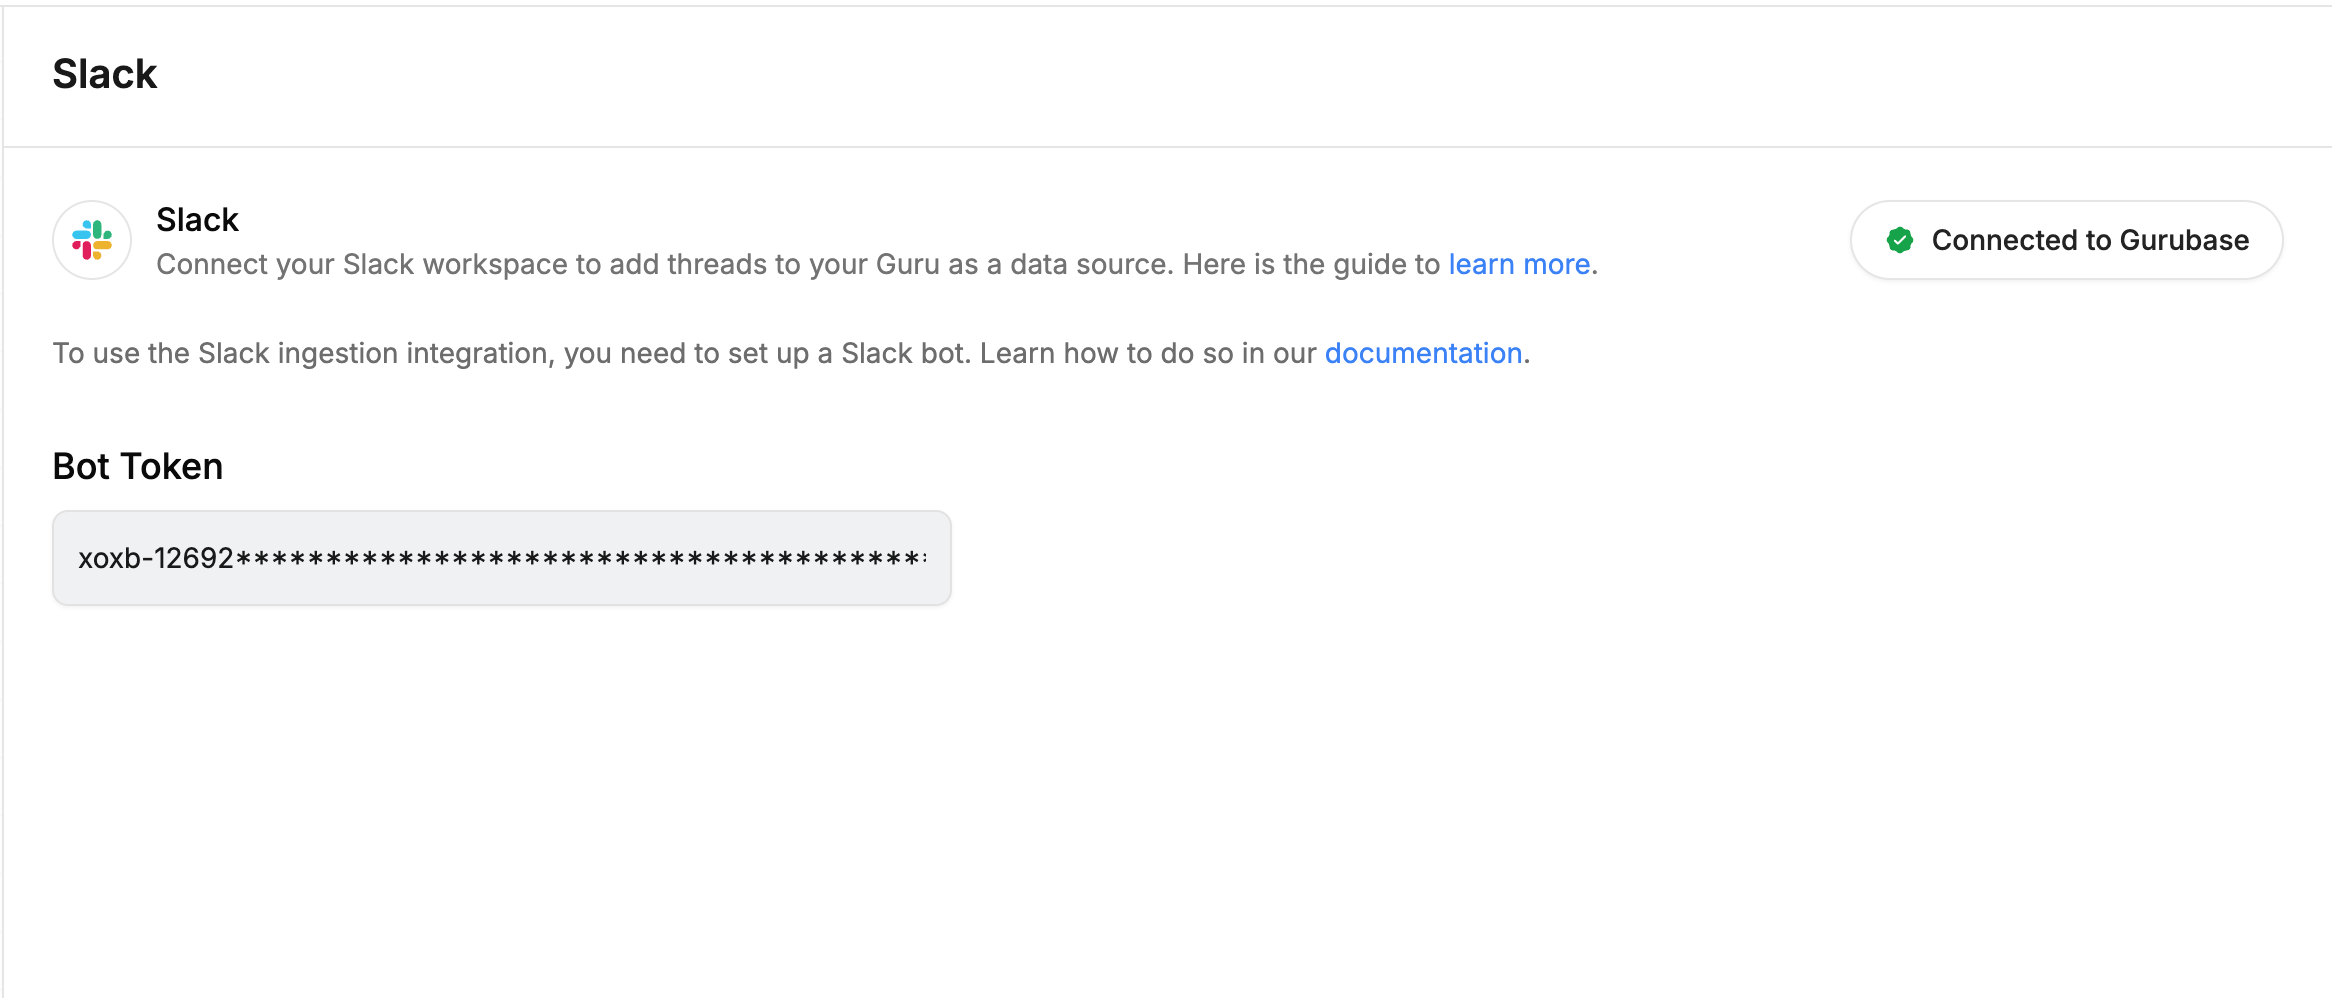 Slack
Slack
Connect your Slack workspace to add threads to your Guru as a data source. Here is the guide to learn more.
Connected to Gurubase
To use the Slack ingestion integration, you need to set up a Slack bot. Learn how to do so in our documentation.
Bot Token
xoxb-12692**************************************